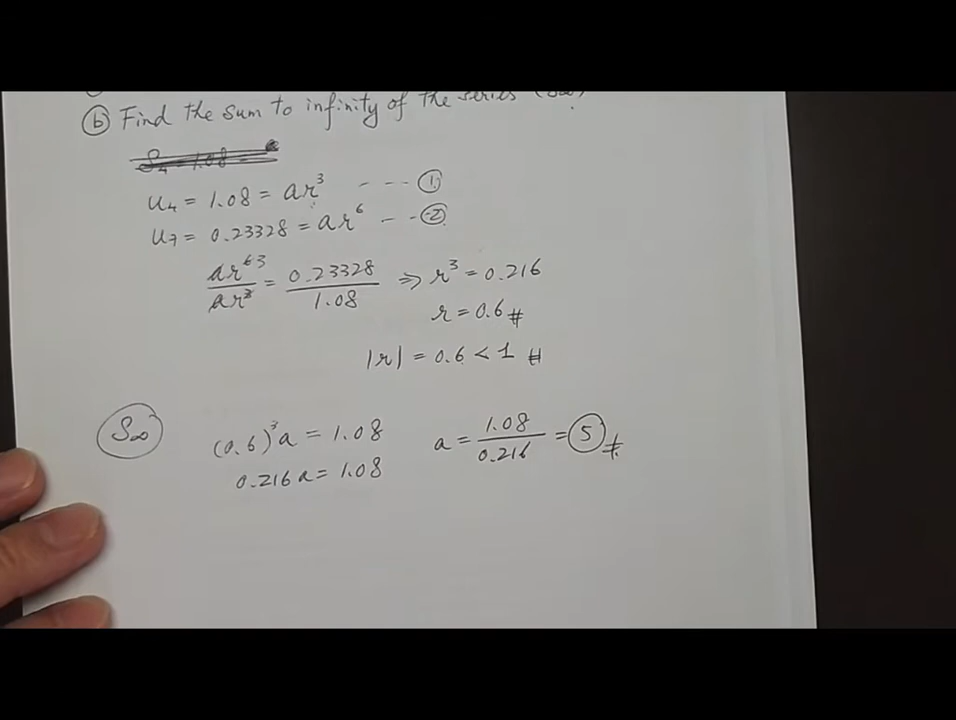 ⓑ Find the sum to infinity of the series (S∞)
u₄ = 1.08 = ar³ - - - - ①
u₇ = 0.23328 = ar⁶ - - - ②
ar⁶ ³ / ar³ = 0.23328 / 1.08 ⇒ r³ = 0.216
r = 0.6 #
|r| = 0.6 < 1 #
S∞ (0.6)³a = 1.08 a = 1.08 / 0.216 = 5 #
0.216 a = 1.08